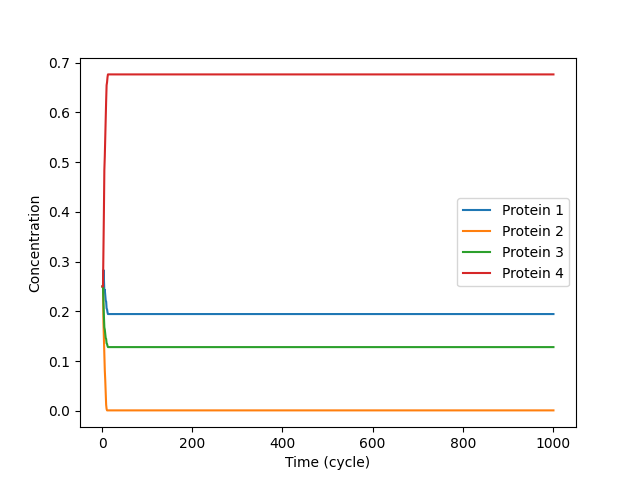 0.7
0.6
0.5
0.4
0.3
0.2
0.1
0.0
Concentration
Protein 1
Protein 2
Protein 3
Protein 4
0 200 400 600 800 1000
Time (cycle)